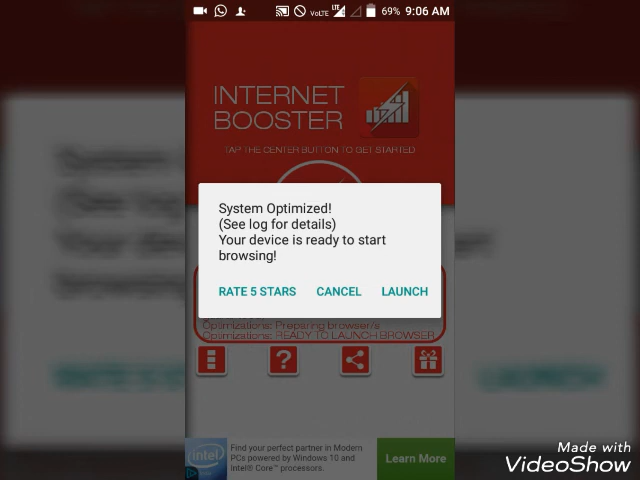 VoLTE LTE 69% 9:06 AM
INTERNET
BOOSTER
TAP THE CENTER BUTTON TO GET STARTED
System Optimized!
(See log for details)
Your device is ready to start
browsing!
RATE 5 STARS CANCEL LAUNCH
Optimizations: Preparing browser/s
Optimizations: READY TO LAUNCH BROWSER
?
intel
Find your perfect partner in Modern
PCs powered by Windows 10 and
Intel® Core™ processors.
Learn More
Made with
VideoShow